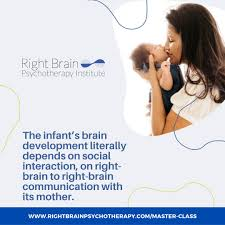 Right Brain
Psychotherapy Institute
The infant's brain
development literally
depends on social
interaction, on right-
brain to right-brain
communication with
its mother.
WWW.RIGHTBRAINPSYCHOTHERAPY.COM/MASTER-CLASS